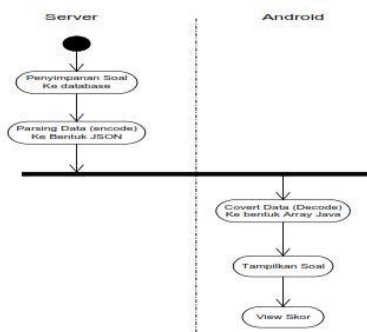 Server
Android
Penyimpanan Soal
Ke database
Parsing Data (encode)
Ke Bentuk JSON
Covert Data (Decode)
Ke bentuk Array Java
Tampilkan Soal
View Skor